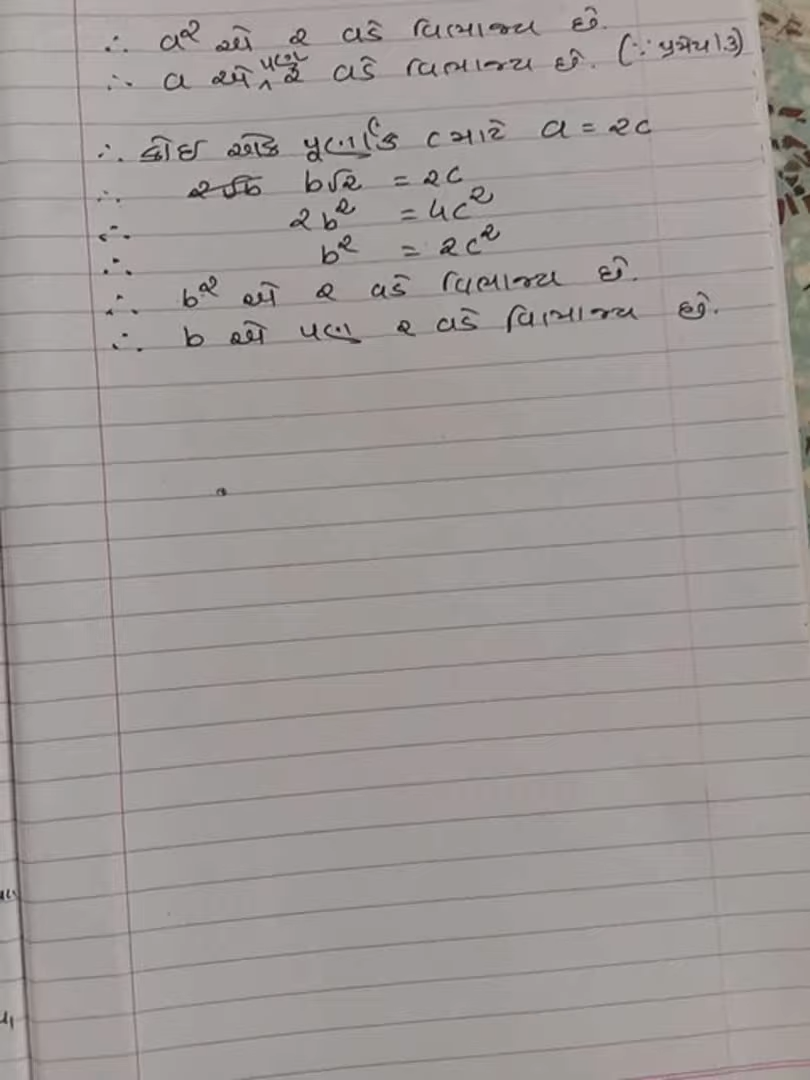 ∴ a² એ 2 વડે વિભાજ્ય છે.
∴ a એ પણ 2 વડે વિભાજ્ય છે. (∵ પ્રમેય 1.3)
∴ કોઈ એક પૂર્ણાંક c માટે a = 2c
∴ b√2 = 2c
∴ 2b² = 4c²
∴ b² = 2c²
∴ b² એ 2 વડે વિભાજ્ય છે.
∴ b એ પણ 2 વડે વિભાજ્ય છે.